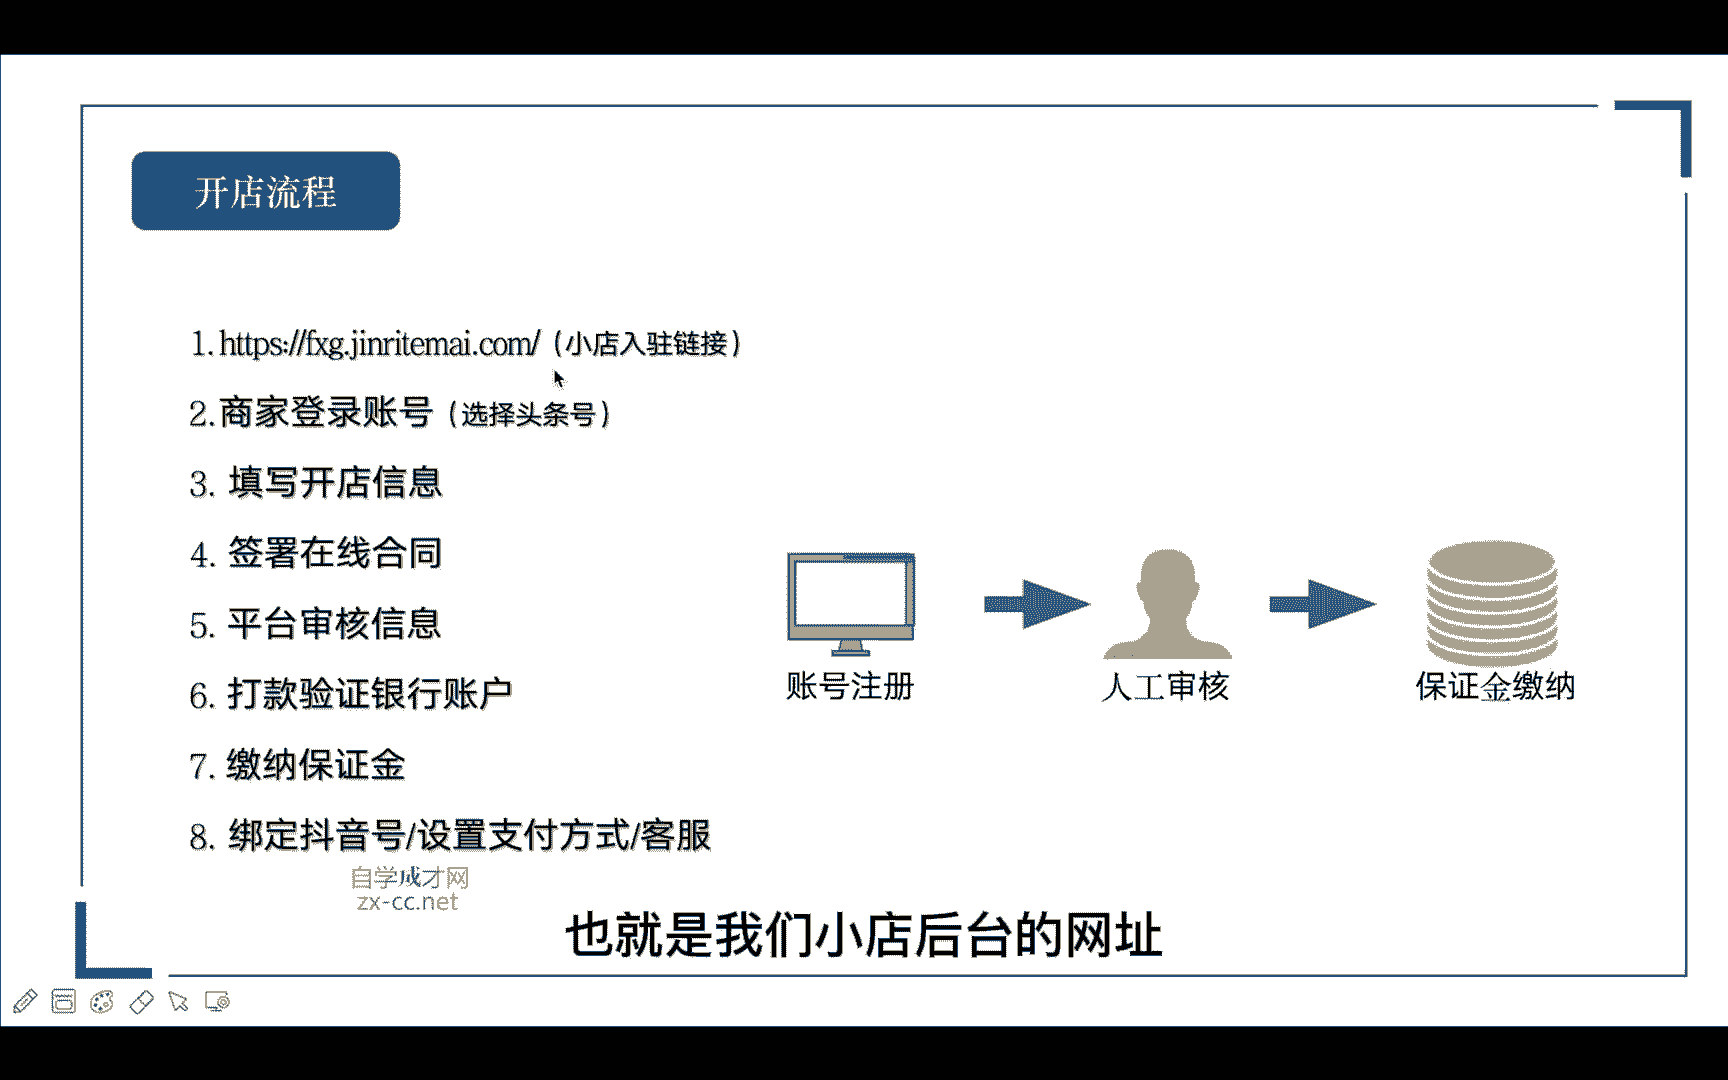 开店流程
1. https://fxg.jinritemai.com/（小店入驻链接）
2. 商家登录账号（选择头条号）
3. 填写开店信息
4. 签署在线合同
5. 平台审核信息
6. 打款验证银行账户
7. 缴纳保证金
8. 绑定抖音号/设置支付方式/客服
账号注册
人工审核
保证金缴纳
自学成才网
zx-cc.net
也就是我们小店后台的网址